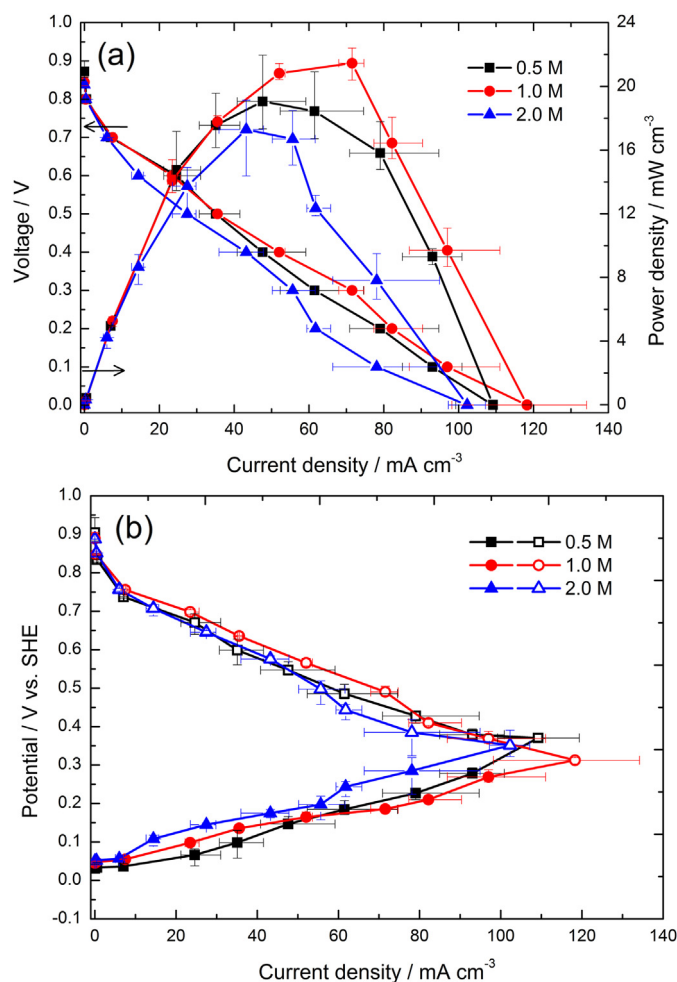 (a)
0.5 M
1.0 M
2.0 M
Voltage / V
1.0
0.9
0.8
0.7
0.6
0.5
0.4
0.3
0.2
0.1
0.0
24
20
16
12
8
4
0
Power density / mW cm⁻³
0 20 40 60 80 100 120 140
Current density / mA cm⁻³
(b)
0.5 M
1.0 M
2.0 M
Potential / V vs. SHE
1.0
0.9
0.8
0.7
0.6
0.5
0.4
0.3
0.2
0.1
0.0
-0.1
0 20 40 60 80 100 120 140
Current density / mA cm⁻³